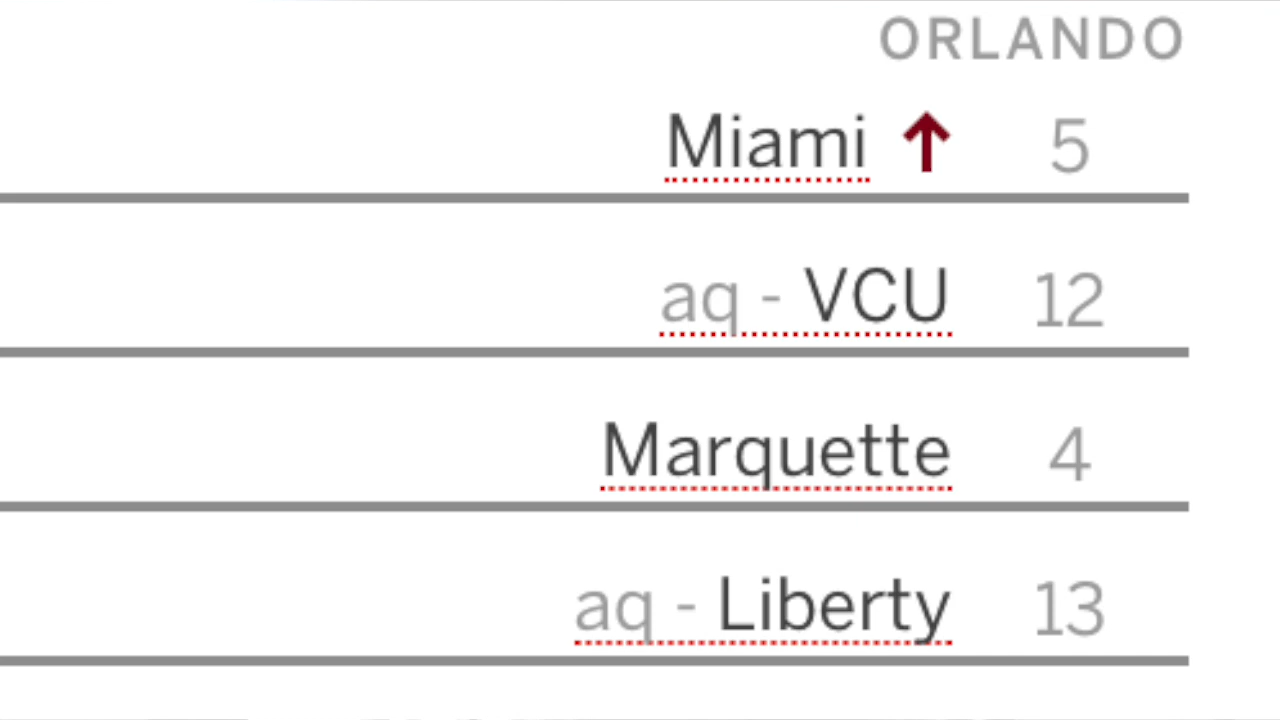 ORLANDO
Miami ↑ 5
aq - VCU 12
Marquette 4
aq - Liberty 13